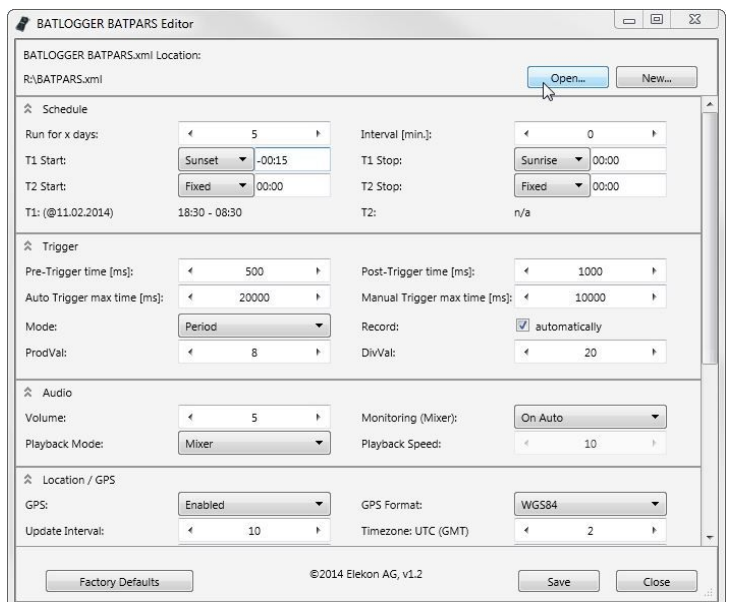 BATLOGGER BATPARS Editor
BATLOGGER BATPARS.xml Location:
R:\BATPARS.xml Open... New...
Schedule
Run for x days: 5 Interval [min.]: 0
T1 Start: Sunset -00:15 T1 Stop: Sunrise 00:00
T2 Start: Fixed 00:00 T2 Stop: Fixed 00:00
T1: (@11.02.2014) 18:30 - 08:30 T2: n/a
Trigger
Pre-Trigger time [ms]: 500 Post-Trigger time [ms]: 1000
Auto Trigger max time [ms]: 20000 Manual Trigger max time [ms]: 10000
Mode: Period Record: automatically
ProdVal: 8 DivVal: 20
Audio
Volume: 5 Monitoring (Mixer): On Auto
Playback Mode: Mixer Playback Speed: 10
Location / GPS
GPS: Enabled GPS Format: WGS84
Update Interval: 10 Timezone: UTC (GMT) 2
Factory Defaults ©2014 Elekon AG, v1.2 Save Close